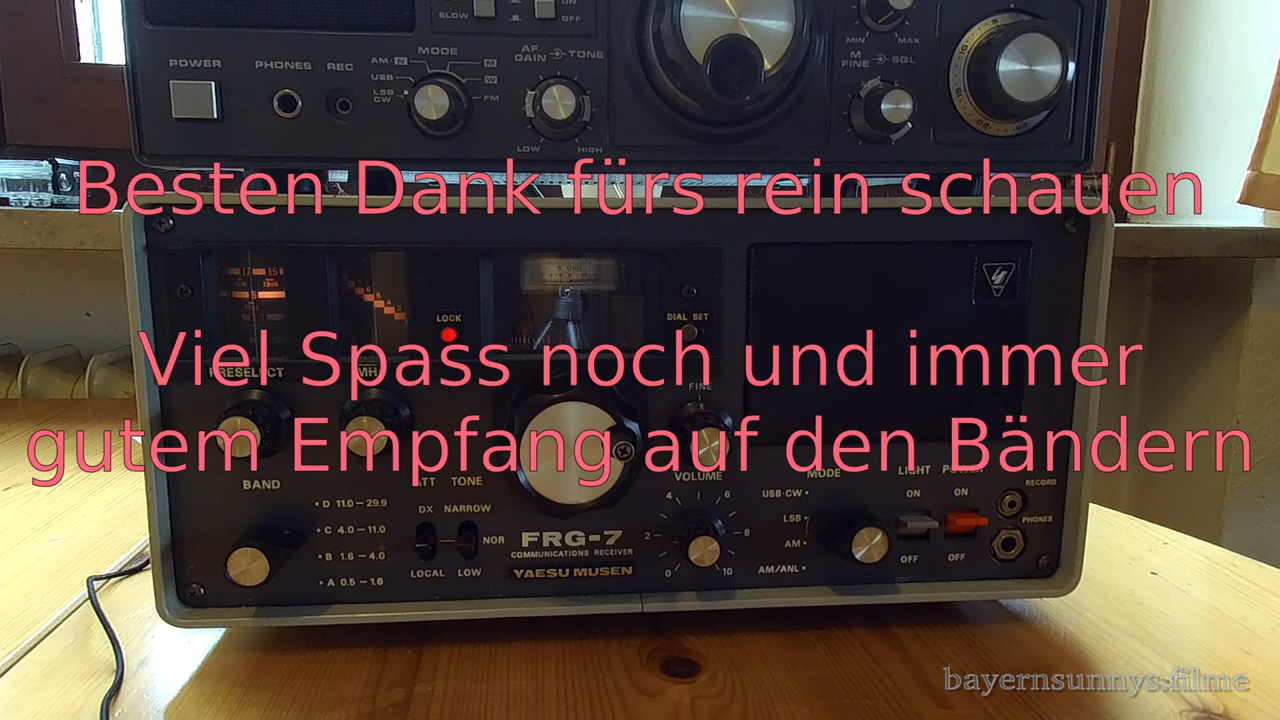 SLOW
ON
OFF
POWER
PHONES
REC
MODE
AM-N
USB
LSB
CW
M
W
FM
AF
GAIN
TONE
LOW
HIGH
MIN
MAX
M
FINE
SQL
Besten Dank fürs rein schauen
LOCK
DIAL SET
Viel Spass noch und immer
PRESELECT
MHz
FINE
gutem Empfang auf den Bändern
BAND
ATT
TONE
VOLUME
MODE
LIGHT
POWER
RECORD
D 11.0-29.9
DX
NARROW
4
6
USB·CW
ON
ON
C 4.0-11.0
LSB
PHONES
NOR
FRG-7
COMMUNICATIONS RECEIVER
2
8
B 1.6-4.0
AM
OFF
OFF
A 0.5-1.6
LOCAL
LOW
YAESU MUSEN
0
10
AM/ANL
bayernsunnys.filme